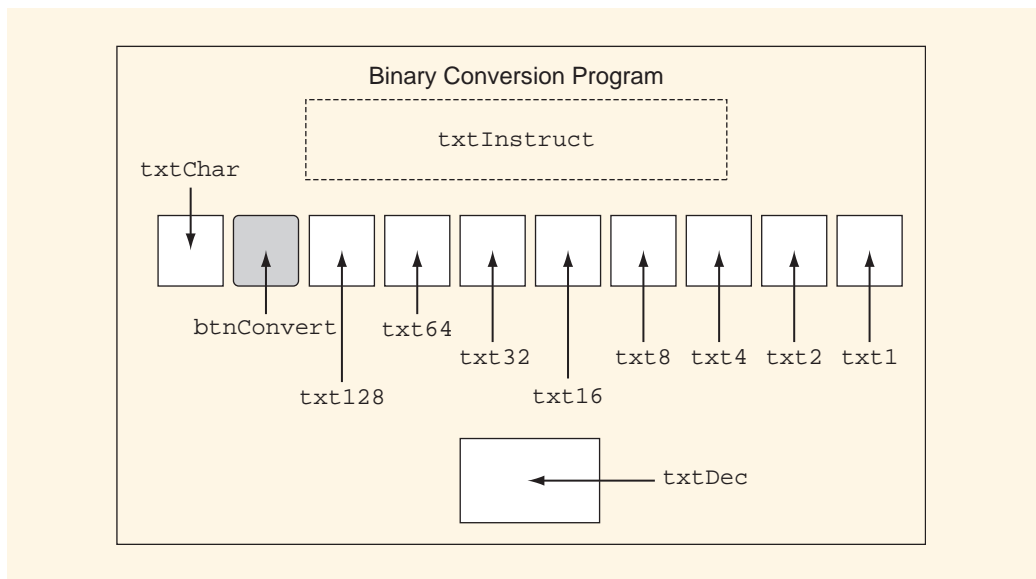 Binary Conversion Program
txtInstruct
txtChar
btnConvert
txt64
txt32
txt8
txt4
txt2
txt1
txt128
txt16
txtDec